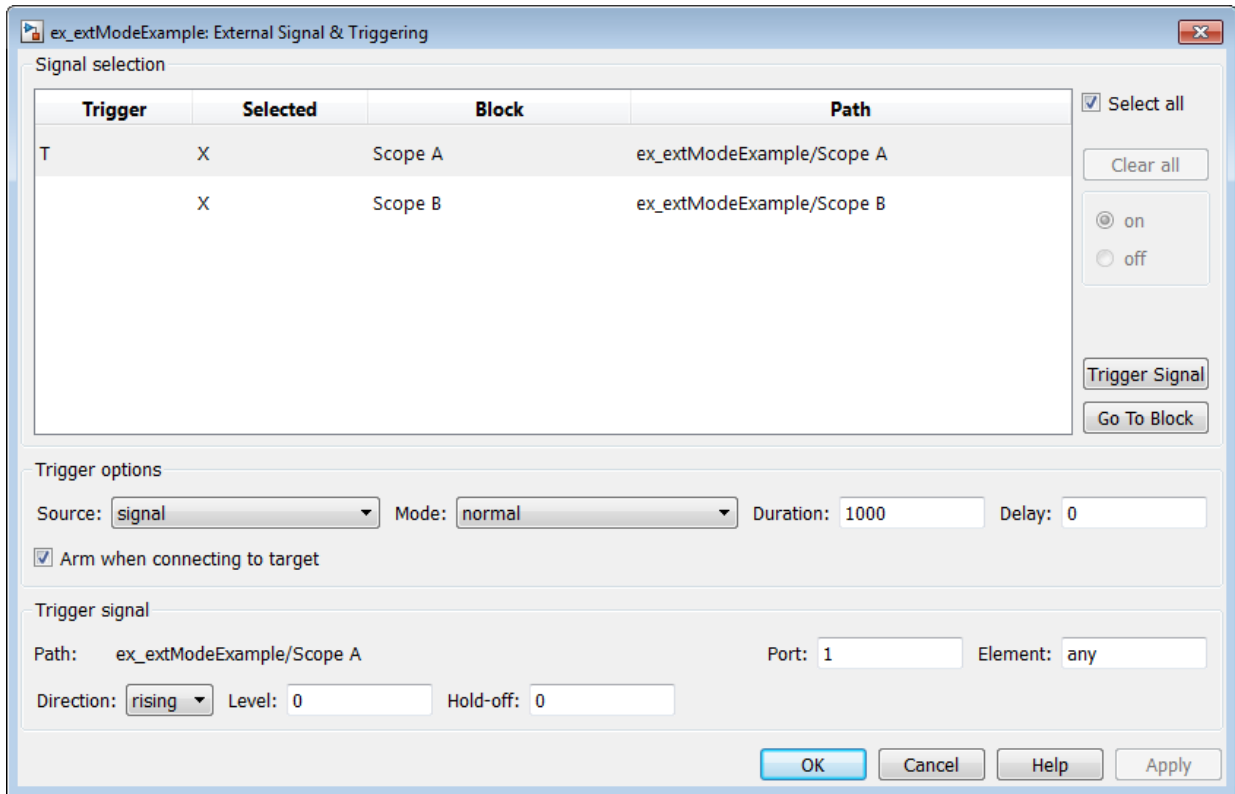 ex_extModeExample: External Signal & Triggering
Signal selection
Trigger Selected Block Path
T X Scope A ex_extModeExample/Scope A
X Scope B ex_extModeExample/Scope B
Select all
Clear all
on
off
Trigger Signal
Go To Block
Trigger options
Source: signal Mode: normal Duration: 1000 Delay: 0
Arm when connecting to target
Trigger signal
Path: ex_extModeExample/Scope A Port: 1 Element: any
Direction: rising Level: 0 Hold-off: 0
OK Cancel Help Apply